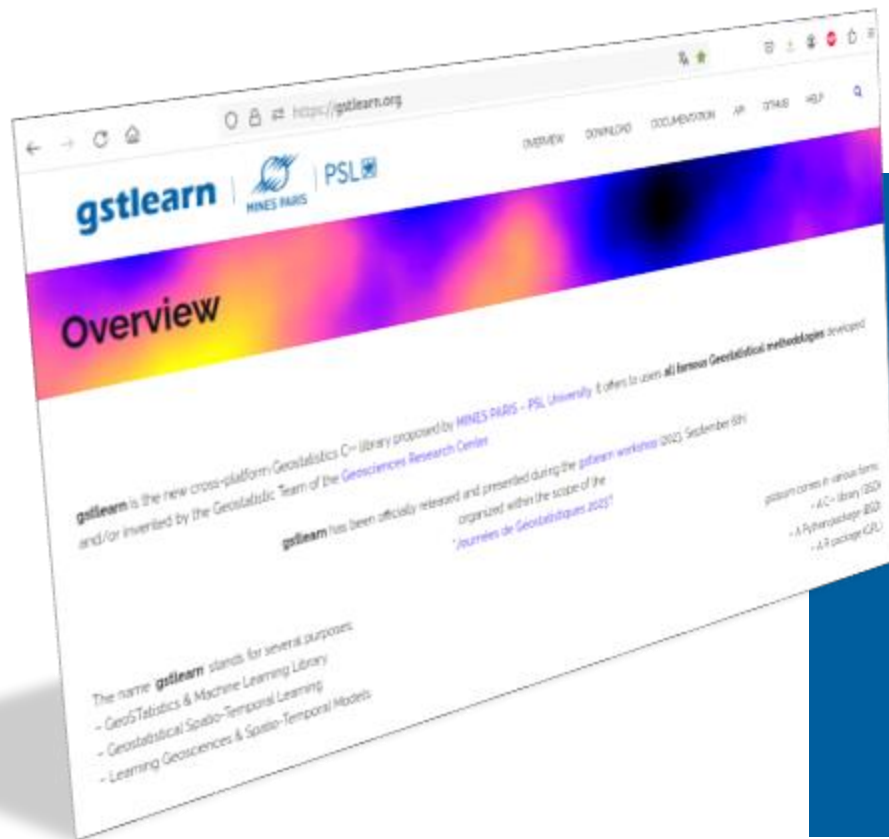 https://gstlearn.org
gstlearn
MINES PARIS
PSL
OVERVIEW DOWNLOAD DOCUMENTATION API GITHUB HELP
Overview
gstlearn is the new cross-platform Geostatistics C++ library proposed by MINES PARIS - PSL University. It offers to users all famous Geostatistical methodologies developed
and/or invented by the Geostatistic Team of the Geosciences Research Center.
gstlearn has been officially released and presented during the gstlearn workshop (2023, September 6th)
organized within the scope of the
"Journées de Geostatistiques 2023"!
gstlearn comes in various forms:
- A C++ library (BSD)
- A Python package (BSD)
- A R package (GPL)
The name 'gstlearn' stands for several purposes:
- GeoSTatistics & Machine Learning Library
- Geostatistical Spatio-Temporal Learning
- Learning Geosciences & Spatio-Temporal Models